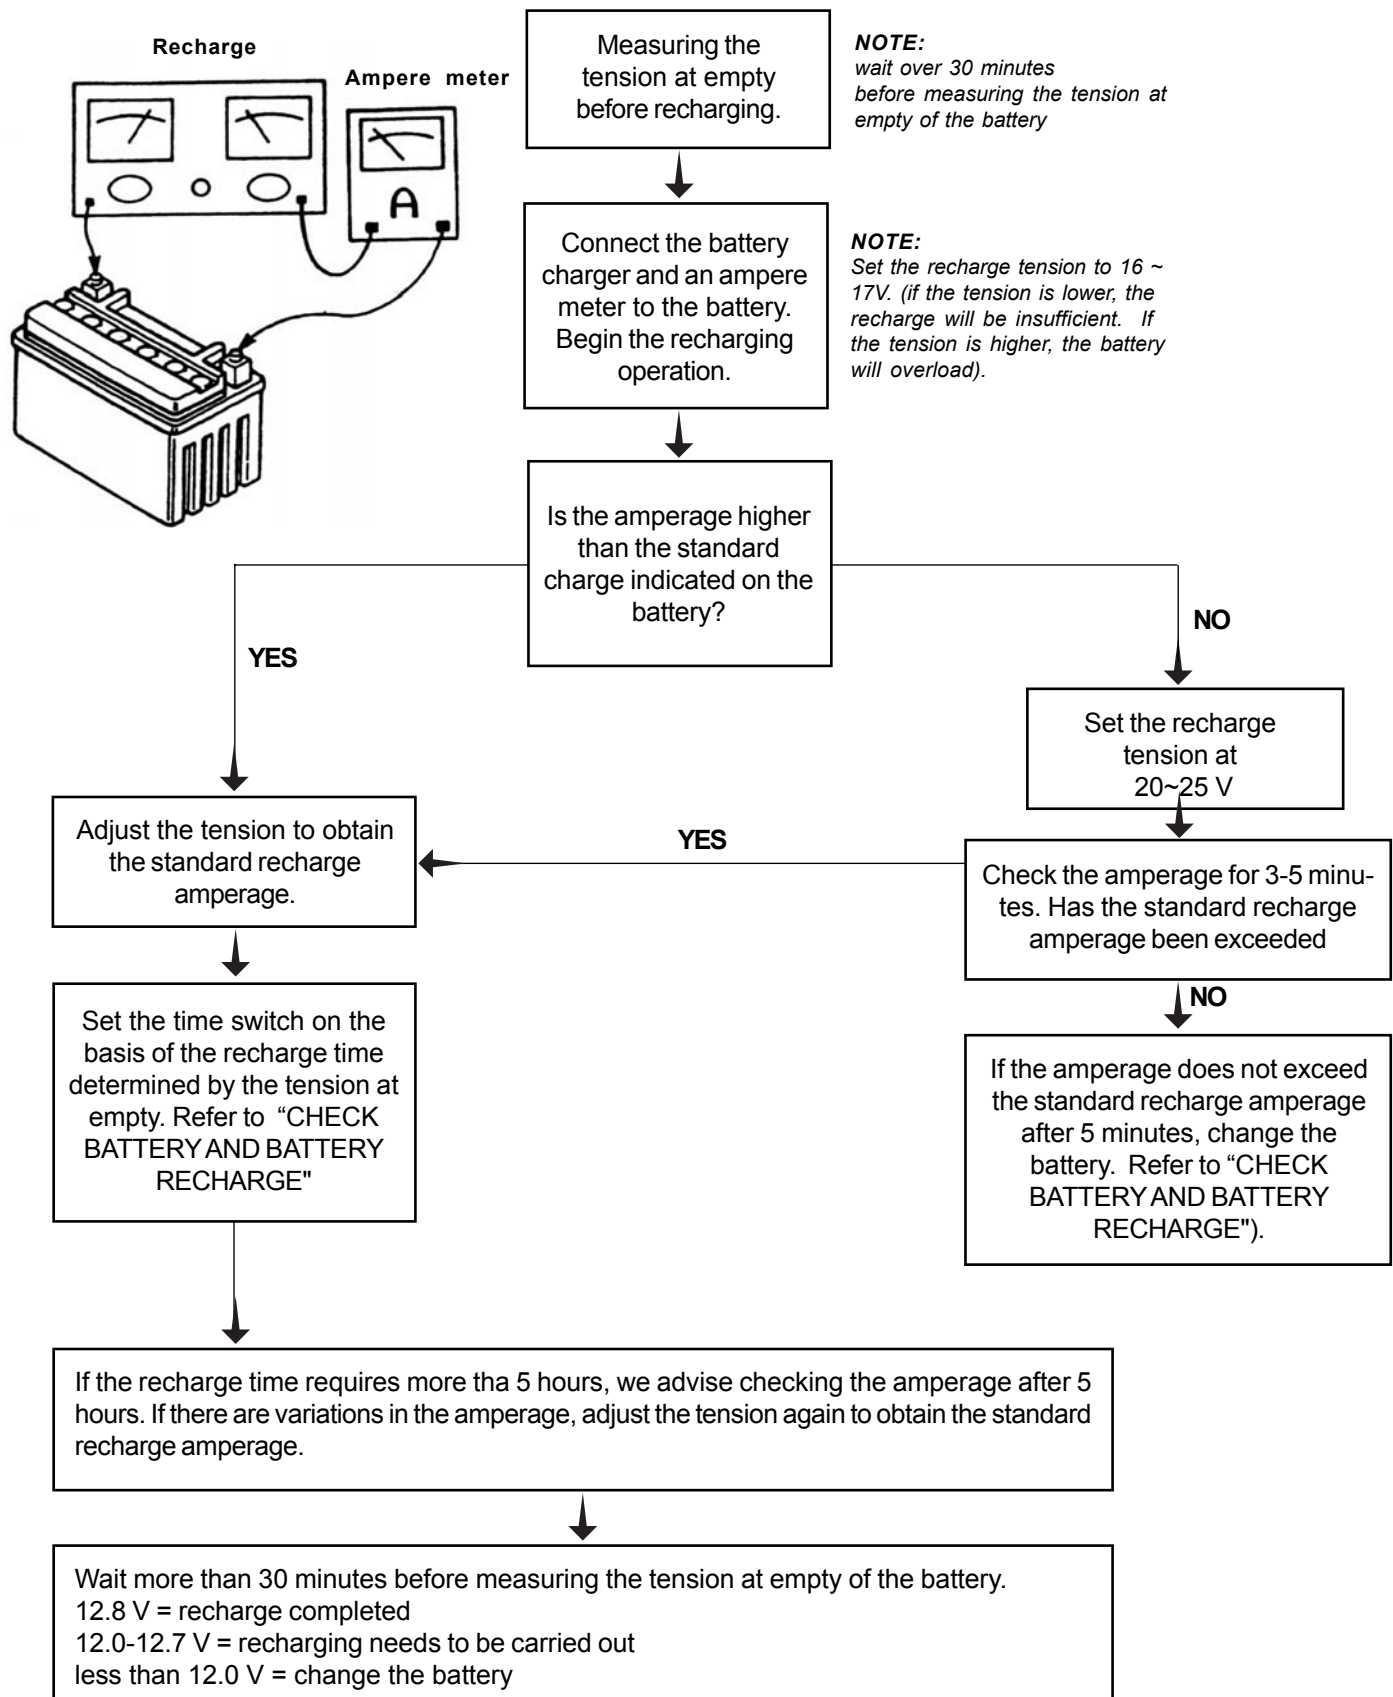 Recharge
Ampere meter
A
Measuring the
tension at empty
before recharging.
NOTE:
wait over 30 minutes
before measuring the tension at
empty of the battery
Connect the battery
charger and an ampere
meter to the battery.
Begin the recharging
operation.
NOTE:
Set the recharge tension to 16 ~
17V. (if the tension is lower, the
recharge will be insufficient. If
the tension is higher, the battery
will overload).
Is the amperage higher
than the standard
charge indicated on the
battery?
YES
NO
Set the recharge
tension at
20~25 V
Adjust the tension to obtain
the standard recharge
amperage.
YES
Check the amperage for 3-5 minu-
tes. Has the standard recharge
amperage been exceeded
NO
Set the time switch on the
basis of the recharge time
determined by the tension at
empty. Refer to “CHECK
BATTERY AND BATTERY
RECHARGE"
If the amperage does not exceed
the standard recharge amperage
after 5 minutes, change the
battery. Refer to “CHECK
BATTERY AND BATTERY
RECHARGE").
If the recharge time requires more tha 5 hours, we advise checking the amperage after 5
hours. If there are variations in the amperage, adjust the tension again to obtain the standard
recharge amperage.
Wait more than 30 minutes before measuring the tension at empty of the battery.
12.8 V = recharge completed
12.0-12.7 V = recharging needs to be carried out
less than 12.0 V = change the battery